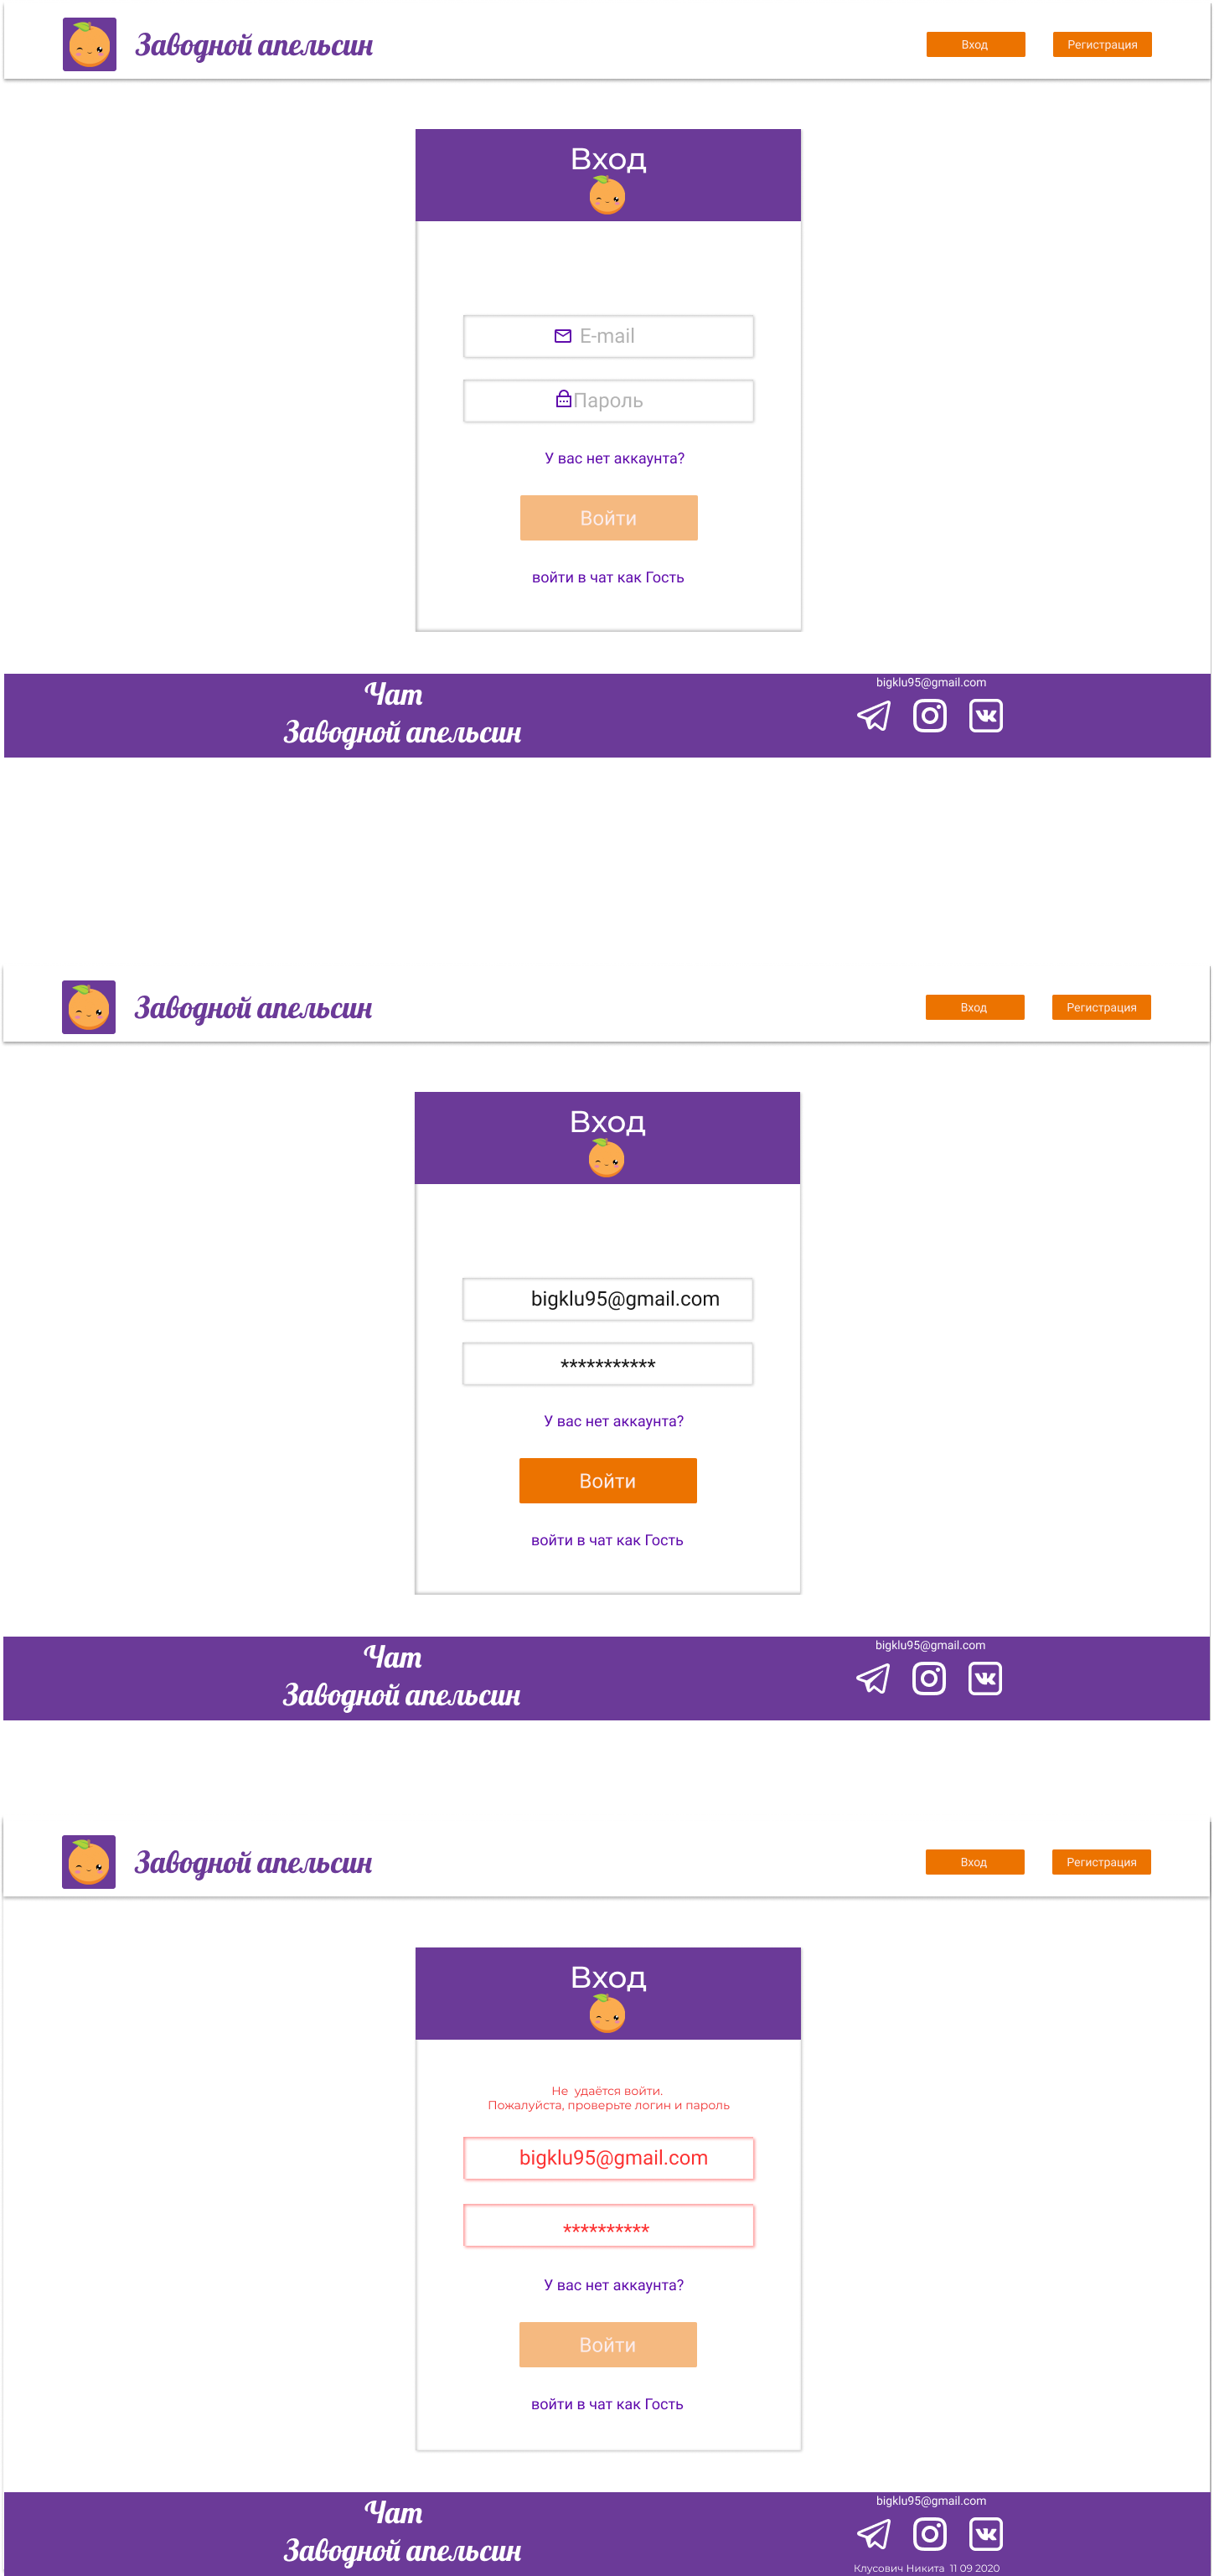 Заводной апельсин
Вход
Регистрация
Вход
E-mail
Пароль
У вас нет аккаунта?
Войти
войти в чат как Гость
Чат
Заводной апельсин
bigklu95@gmail.com
Заводной апельсин
Вход
Регистрация
Вход
bigklu95@gmail.com
***********
У вас нет аккаунта?
Войти
войти в чат как Гость
Чат
Заводной апельсин
bigklu95@gmail.com
Заводной апельсин
Вход
Регистрация
Вход
Не удаётся войти.
Пожалуйста, проверьте логин и пароль
bigklu95@gmail.com
**********
У вас нет аккаунта?
Войти
войти в чат как Гость
Чат
Заводной апельсин
bigklu95@gmail.com
Клусович Никита 11 09 2020